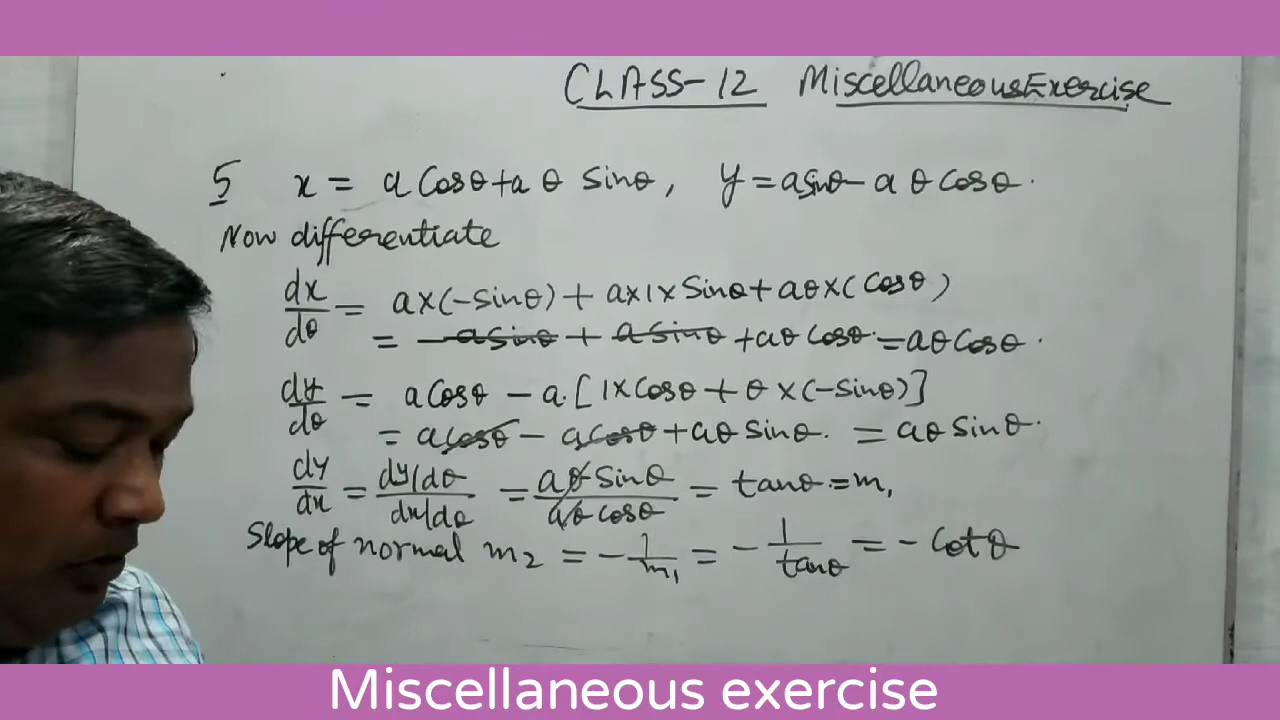 CLASS-12 Miscellaneous Exercise
5 x = a Cosθ + a θ Sinθ, y = a sinθ - a θ Cosθ.
Now differentiate
dx/dθ = a×(-Sinθ) + a×1×Sinθ + aθ×(Cosθ)
= -a sinθ + a sinθ + aθ Cosθ. = aθ Cosθ.
dy/dθ = a Cosθ - a.[1×Cosθ + θ×(-Sinθ)]
= a cosθ - a cosθ + aθ Sinθ. = aθ Sinθ.
dy/dx = (dy/dθ)/(dx/dθ) = (aθ Sinθ)/(aθ Cosθ) = tanθ = m₁
Slope of normal m₂ = -1/m₁ = -1/tanθ = -Cotθ
Miscellaneous exercise